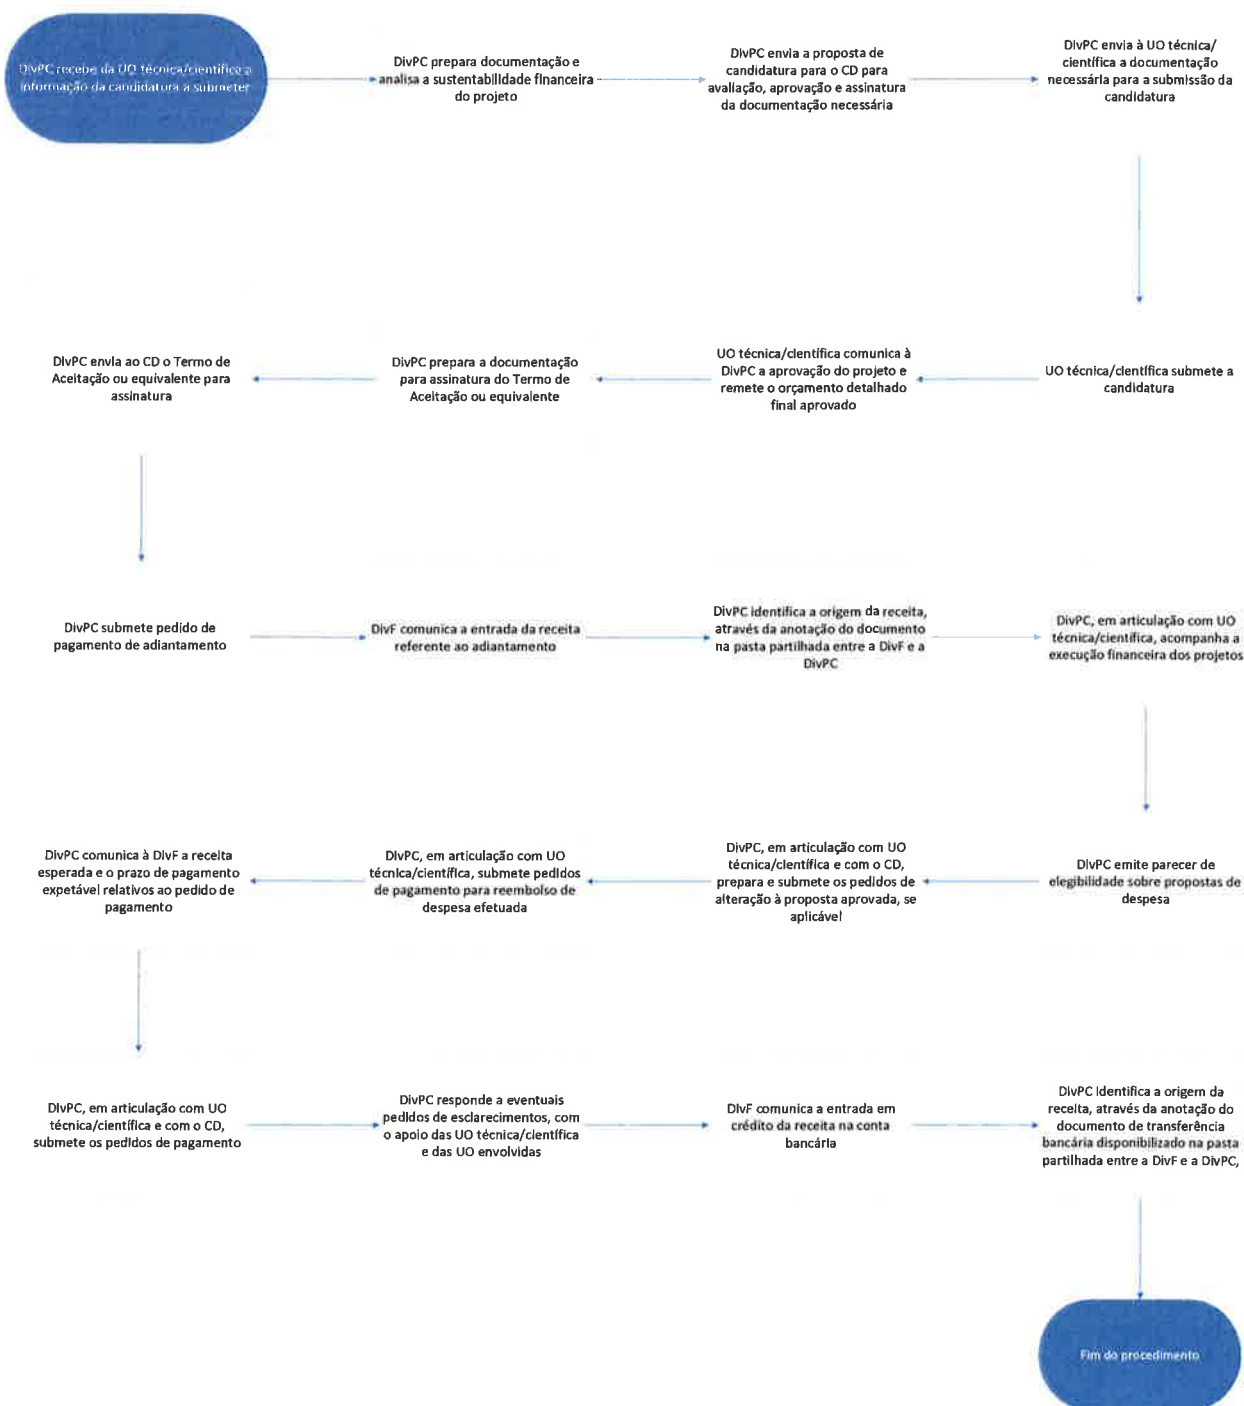 DivPC recebe da UO técnica/científica a
informação da candidatura a submeter
DivPC prepara documentação e
analisa a sustentabilidade financeira
do projeto
DivPC envia a proposta de
candidatura para o CD para
avaliação, aprovação e assinatura
da documentação necessária
DivPC envia à UO técnica/
científica a documentação
necessária para a submissão da
candidatura
UO técnica/científica submete a
candidatura
UO técnica/científica comunica à
DivPC a aprovação do projeto e
remete o orçamento detalhado
final aprovado
DivPC prepara a documentação
para assinatura do Termo de
Aceitação ou equivalente
DivPC envia ao CD o Termo de
Aceitação ou equivalente para
assinatura
DivPC submete pedido de
pagamento de adiantamento
DivF comunica a entrada da receita
referente ao adiantamento
DivPC identifica a origem da receita,
através da anotação do documento
na pasta partilhada entre a DivF e a
DivPC
DivPC, em articulação com UO
técnica/científica, acompanha a
execução financeira dos projetos
DivPC emite parecer de
elegibilidade sobre propostas de
despesa
DivPC, em articulação com UO
técnica/científica e com o CD,
prepara e submete os pedidos de
alteração à proposta aprovada, se
aplicável
DivPC, em articulação com UO
técnica/científica, submete pedidos
de pagamento para reembolso de
despesa efetuada
DivPC comunica à DivF a receita
esperada e o prazo de pagamento
expetável relativos ao pedido de
pagamento
DivPC, em articulação com UO
técnica/científica e com o CD,
submete os pedidos de pagamento
DivPC responde a eventuais
pedidos de esclarecimentos, com
o apoio das UO técnica/científica
e das UO envolvidas
DivF comunica a entrada em
crédito da receita na conta
bancária
DivPC identifica a origem da
receita, através da anotação do
documento de transferência
bancária disponibilizado na pasta
partilhada entre a DivF e a DivPC,
Fim do procedimento